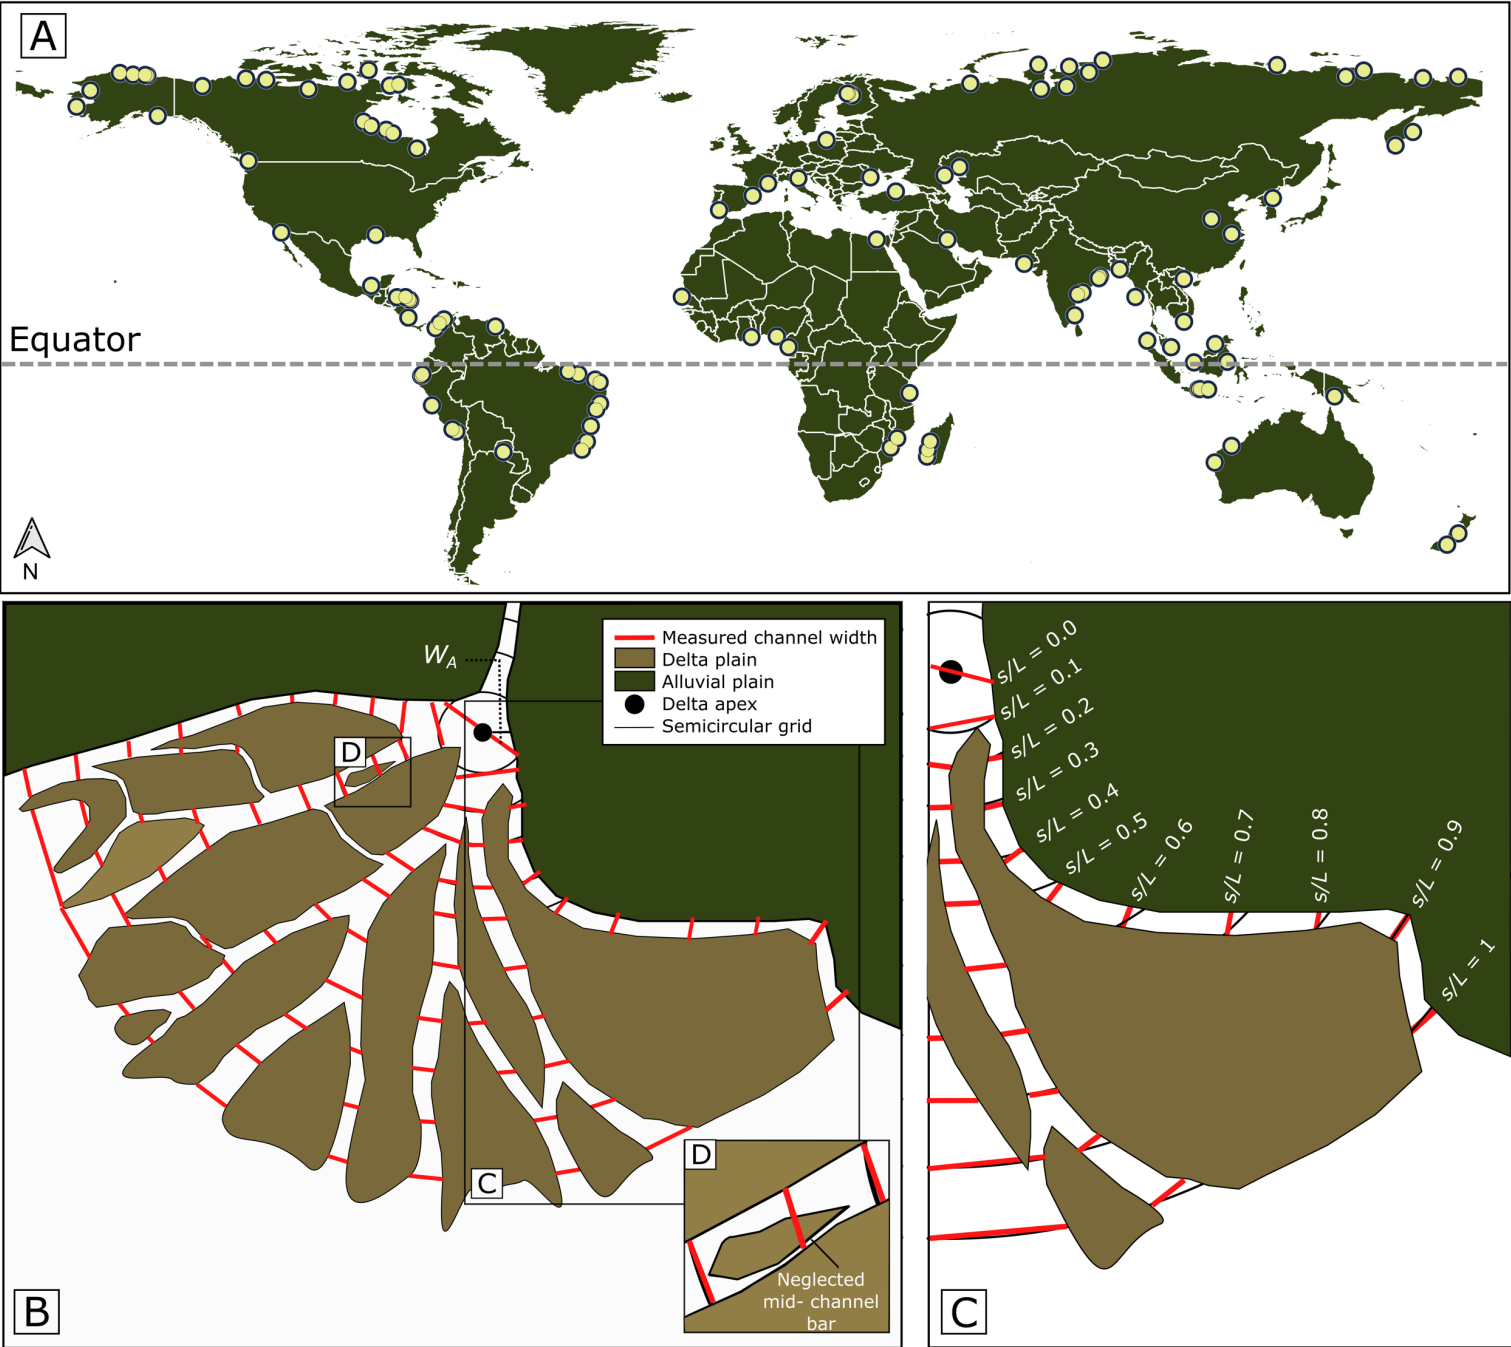 A
Equator
N
W_A
Measured channel width
Delta plain
Alluvial plain
Delta apex
Semicircular grid
D
C
B
D
Neglected
mid- channel
bar
s/L = 0.0
s/L = 0.1
s/L = 0.2
s/L = 0.3
s/L = 0.4
s/L = 0.5
s/L = 0.6
s/L = 0.7
s/L = 0.8
s/L = 0.9
s/L = 1
C